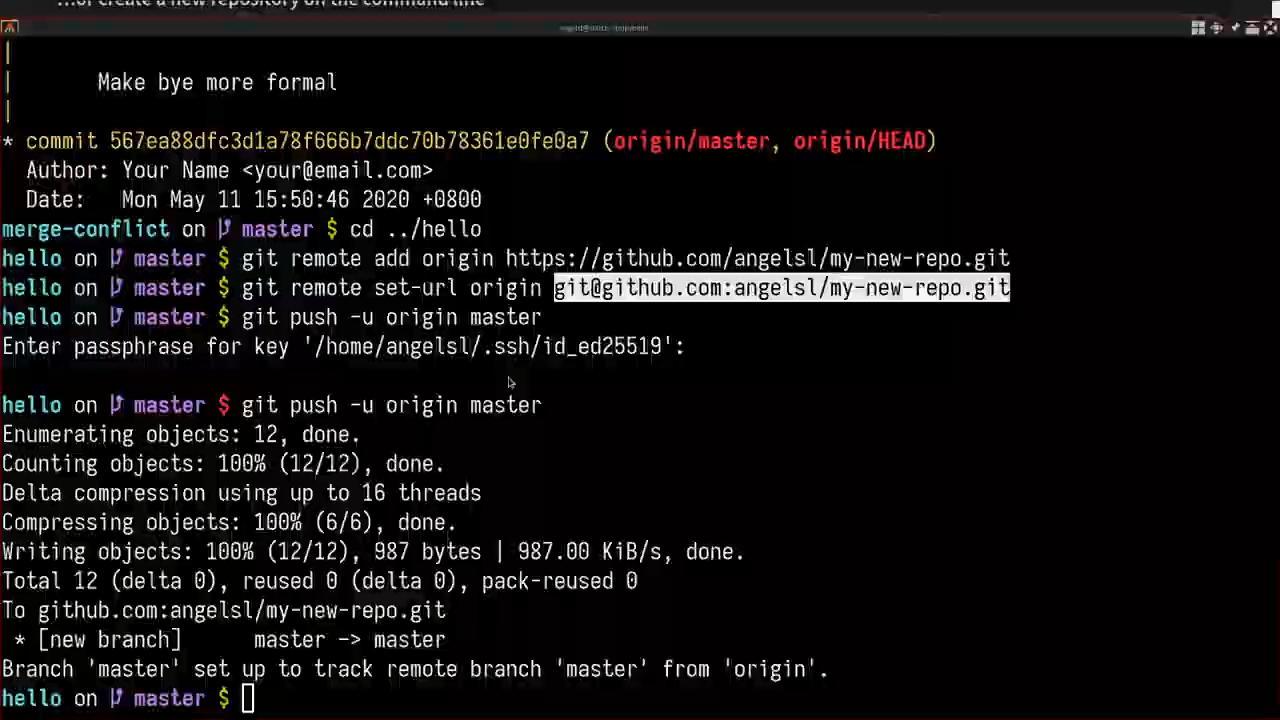 ...or create a new repository on the command line
Make bye more formal
* commit 567ea88dfc3d1a78f666b7ddc70b78361e0fe0a7 (origin/master, origin/HEAD)
Author: Your Name <your@email.com>
Date:   Mon May 11 15:50:46 2020 +0800
merge-conflict on master $ cd ../hello
hello on master $ git remote add origin https://github.com/angelsl/my-new-repo.git
hello on master $ git remote set-url origin git@github.com:angelsl/my-new-repo.git
hello on master $ git push -u origin master
Enter passphrase for key '/home/angelsl/.ssh/id_ed25519':
hello on master $ git push -u origin master
Enumerating objects: 12, done.
Counting objects: 100% (12/12), done.
Delta compression using up to 16 threads
Compressing objects: 100% (6/6), done.
Writing objects: 100% (12/12), 987 bytes | 987.00 KiB/s, done.
Total 12 (delta 0), reused 0 (delta 0), pack-reused 0
To github.com:angelsl/my-new-repo.git
* [new branch]      master -> master
Branch 'master' set up to track remote branch 'master' from 'origin'.
hello on master $